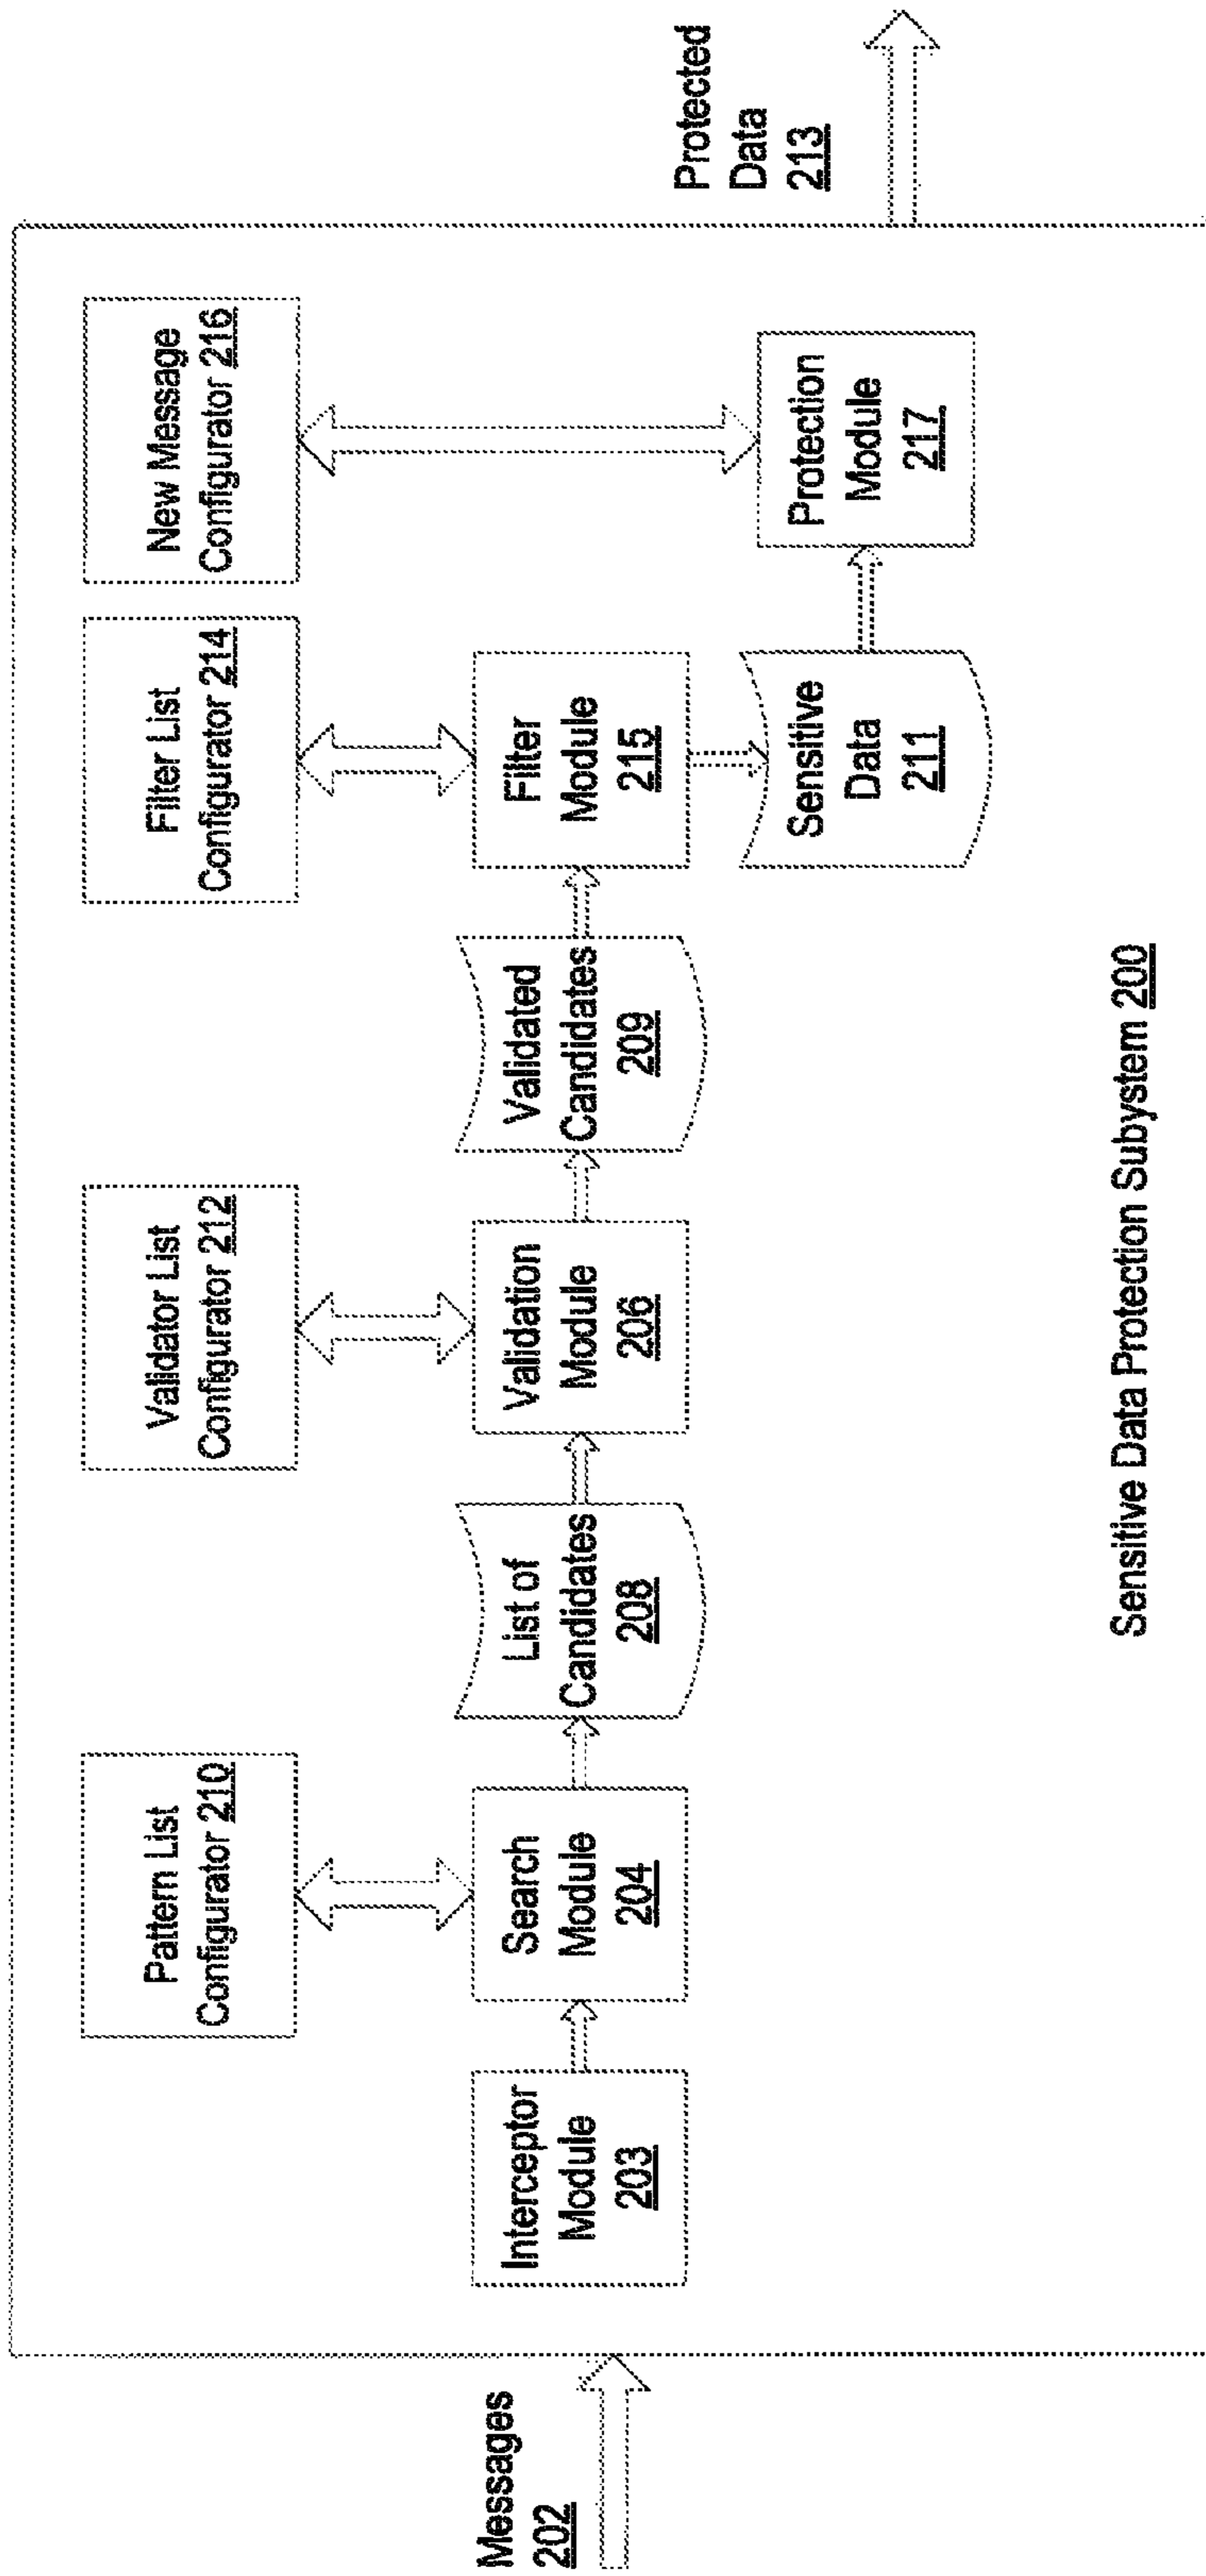 Messages
202
Pattern List
Configurator 210
Validator List
Configurator 212
Filter List
Configurator 214
New Message
Configurator 216
Interceptor
Module
203
Search
Module
204
List of
Candidates
208
Validation
Module
206
Validated
Candidates
209
Filter
Module
215
Sensitive
Data
211
Protection
Module
217
Protected
Data
213
Sensitive Data Protection Subystem 200